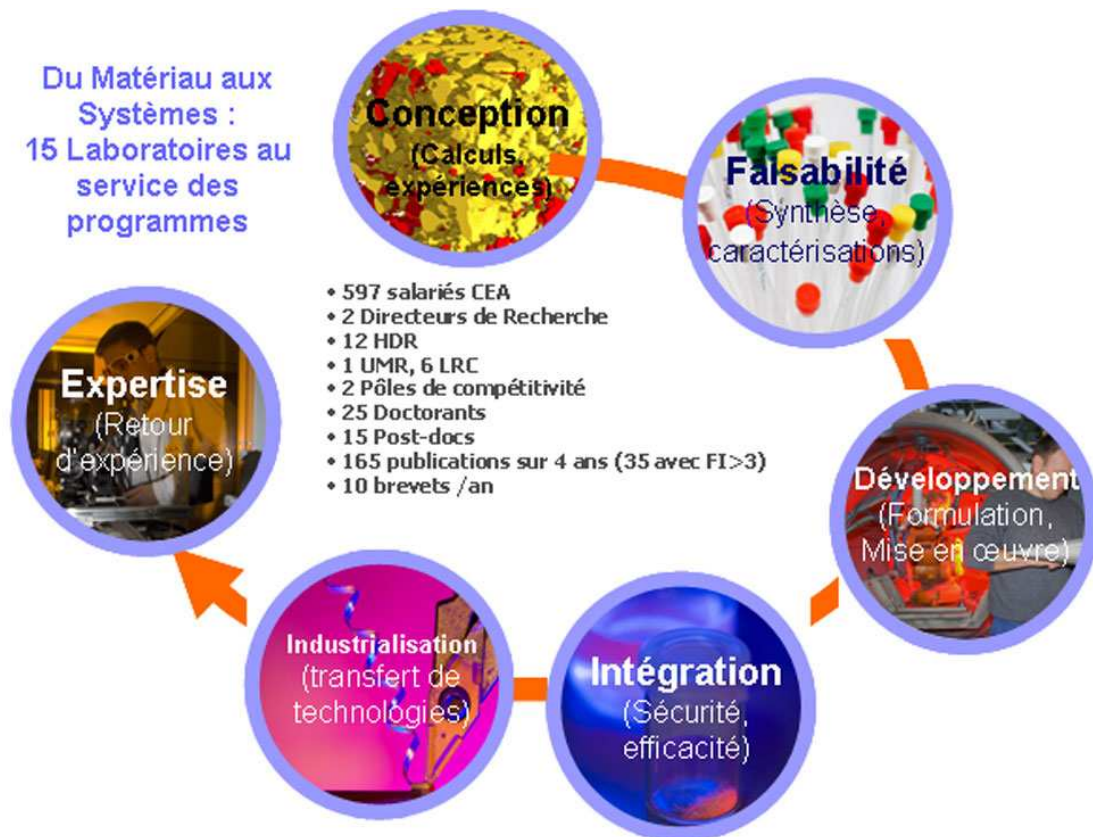 Du Matériau aux
Systèmes :
15 Laboratoires au
service des
programmes
Conception
(Calculs,
expériences)
Faisabilité
(Synthèse,
caractérisations)
Développement
(Formulation,
Mise en œuvre)
Intégration
(Sécurité,
efficacité)
Industrialisation
(transfert de
technologies)
Expertise
(Retour
d'expérience)
• 597 salariés CEA
• 2 Directeurs de Recherche
• 12 HDR
• 1 UMR, 6 LRC
• 2 Pôles de compétitivité
• 25 Doctorants
• 15 Post-docs
• 165 publications sur 4 ans (35 avec FI>3)
• 10 brevets /an